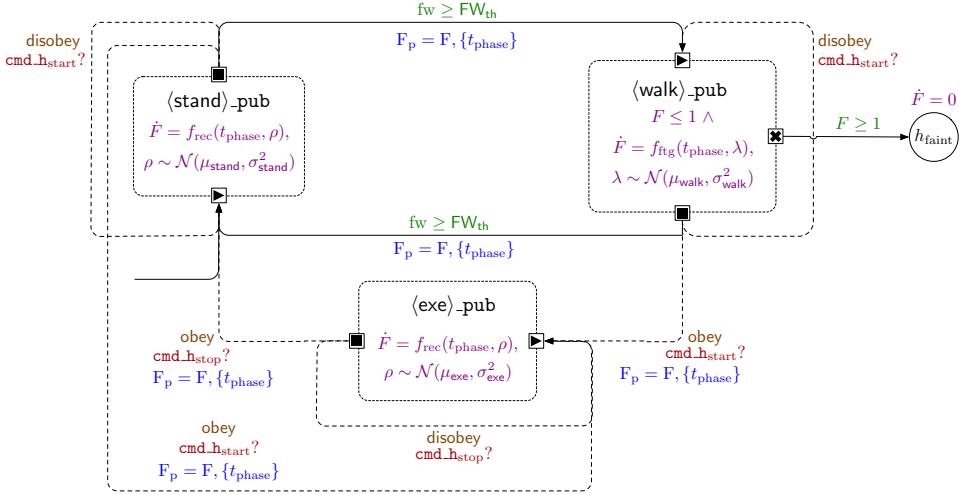 fw ≥ FW_th
F_p = F, {t_phase}
disobey
cmd_h_start?
⟨stand⟩_pub
Ḟ = f_rec(t_phase, ρ),
ρ ∼ 𝒩(μ_stand, σ²_stand)
⟨walk⟩_pub
F ≤ 1 ∧
Ḟ = f_ftg(t_phase, λ),
λ ∼ 𝒩(μ_walk, σ²_walk)
disobey
cmd_h_start?
F ≥ 1
Ḟ = 0
h_faint
fw ≥ FW_th
F_p = F, {t_phase}
⟨exe⟩_pub
Ḟ = f_rec(t_phase, ρ),
ρ ∼ 𝒩(μ_exe, σ²_exe)
obey
cmd_h_stop?
F_p = F, {t_phase}
obey
cmd_h_start?
F_p = F, {t_phase}
disobey
cmd_h_stop?
obey
cmd_h_start?
F_p = F, {t_phase}